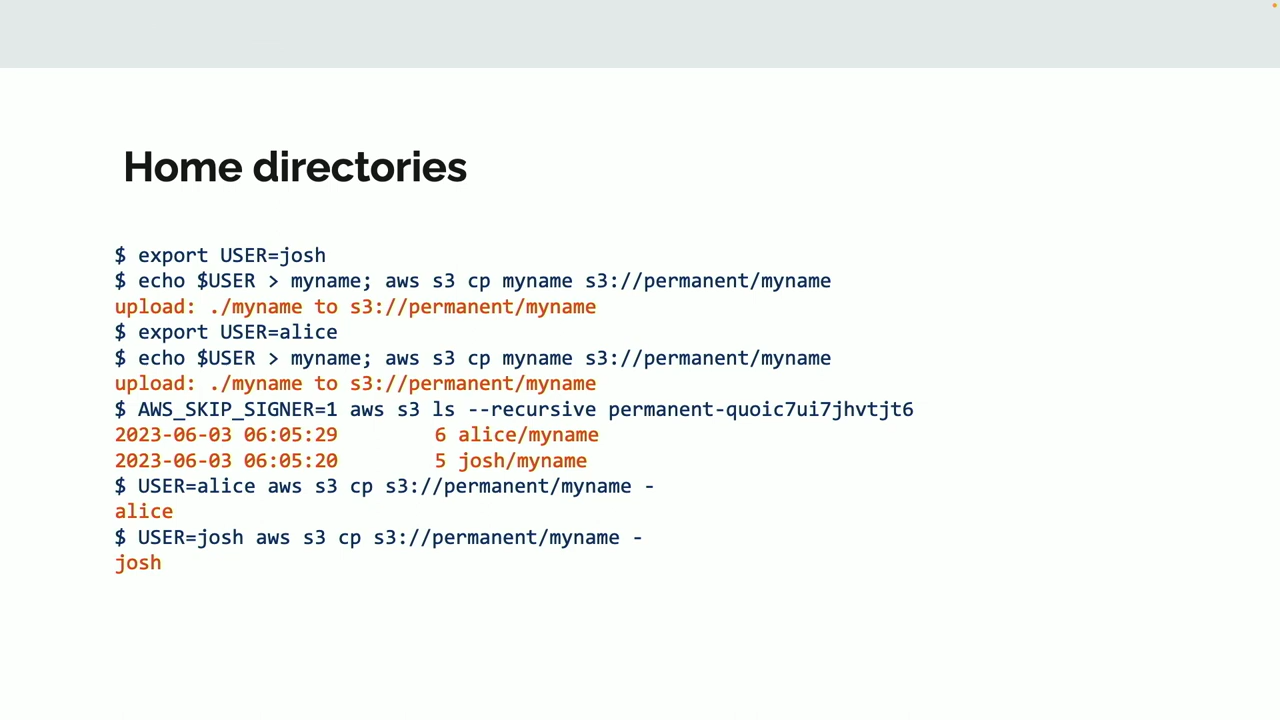 Home directories
$ export USER=josh
$ echo $USER > myname; aws s3 cp myname s3://permanent/myname
upload: ./myname to s3://permanent/myname
$ export USER=alice
$ echo $USER > myname; aws s3 cp myname s3://permanent/myname
upload: ./myname to s3://permanent/myname
$ AWS_SKIP_SIGNER=1 aws s3 ls --recursive permanent-quoic7ui7jhvtjt6
2023-06-03 06:05:29 6 alice/myname
2023-06-03 06:05:20 5 josh/myname
$ USER=alice aws s3 cp s3://permanent/myname -
alice
$ USER=josh aws s3 cp s3://permanent/myname -
josh